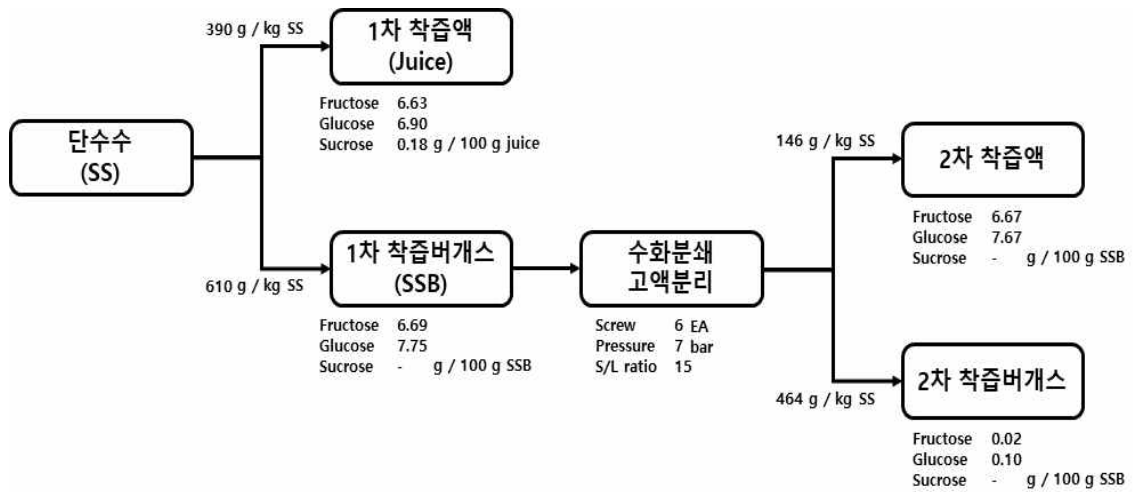 단수수
(SS)
390 g / kg SS
1차 착즙액
(Juice)
Fructose 6.63
Glucose 6.90
Sucrose 0.18 g / 100 g juice
610 g / kg SS
1차 착즙버개스
(SSB)
Fructose 6.69
Glucose 7.75
Sucrose - g / 100 g SSB
수화분쇄
고액분리
Screw 6 EA
Pressure 7 bar
S/L ratio 15
146 g / kg SS
2차 착즙액
Fructose 6.67
Glucose 7.67
Sucrose - g / 100 g SSB
464 g / kg SS
2차 착즙버개스
Fructose 0.02
Glucose 0.10
Sucrose - g / 100 g SSB